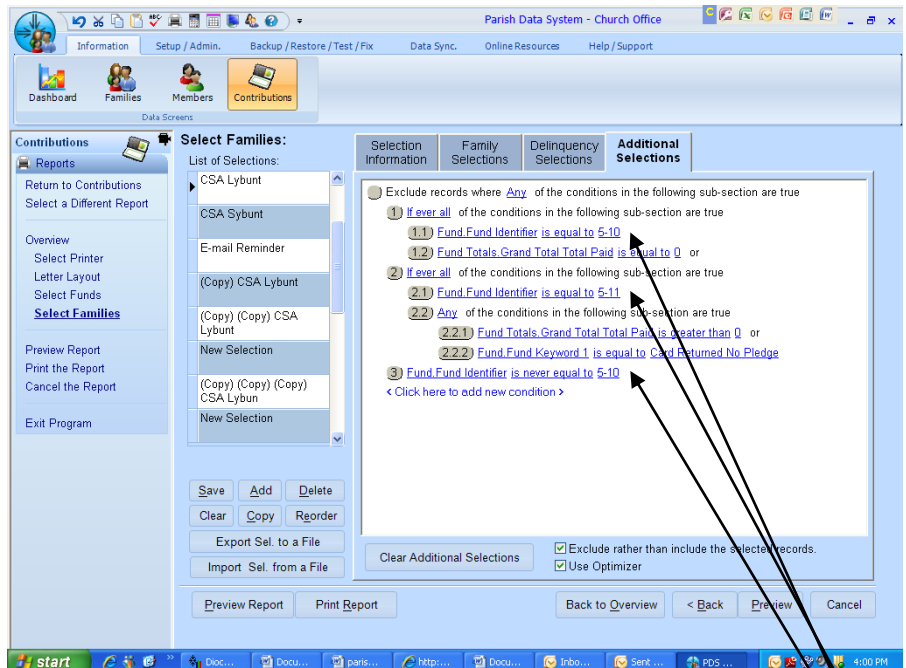 Parish Data System - Church Office
Information Setup / Admin. Backup / Restore / Test / Fix Data Sync. Online Resources Help / Support
Dashboard Families Members Contributions
Data Screens
Contributions
Reports
Return to Contributions
Select a Different Report
Overview
Select Printer
Letter Layout
Select Funds
Select Families
Preview Report
Print the Report
Cancel the Report
Exit Program
Select Families:
List of Selections:
CSA Lybunt
CSA Sybunt
E-mail Reminder
(Copy) CSA Lybunt
(Copy) (Copy) CSA
Lybunt
New Selection
(Copy) (Copy) (Copy)
CSA Lybun
New Selection
Save Add Delete
Clear Copy Reorder
Export Sel. to a File
Import Sel. from a File
Selection Information
Family Selections
Delinquency Selections
Additional Selections
Exclude records where Any of the conditions in the following sub-section are true
1) If ever all of the conditions in the following sub-section are true
1.1) Fund.Fund Identifier is equal to 5-10
1.2) Fund Totals.Grand Total Total Paid is equal to 0 or
2) If ever all of the conditions in the following sub-section are true
2.1) Fund.Fund Identifier is equal to 5-11
2.2) Any of the conditions in the following sub-section are true
2.2.1) Fund Totals.Grand Total Total Paid is greater than 0 or
2.2.2) Fund.Fund Keyword 1 is equal to Card Returned No Pledge
3) Fund.Fund Identifier is never equal to 5-10
< Click here to add new condition >
Clear Additional Selections
Exclude rather than include the selected records.
Use Optimizer
Preview Report Print Report Back to Overview < Back Preview Cancel
start Dioc... Docu... paris... http:... Docu... Inbo... Sent ... PDS ... 4:00 PM